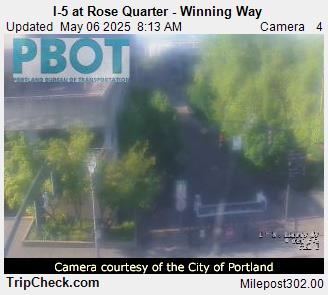 I-5 at Rose Quarter - Winning Way
Updated May 06 2025 8:13 AM Camera 4
PBOT
PORTLAND BUREAU OF TRANSPORTATION
Camera courtesy of the City of Portland
TripCheck.com Milepost302.00